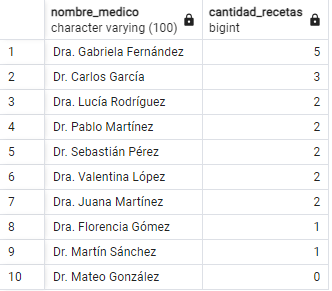 nombre_medico cantidad_recetas
character varying (100) bigint
1 Dra. Gabriela Fernández 5
2 Dr. Carlos García 3
3 Dra. Lucía Rodríguez 2
4 Dr. Pablo Martínez 2
5 Dr. Sebastián Pérez 2
6 Dra. Valentina López 2
7 Dra. Juana Martínez 2
8 Dra. Florencia Gómez 1
9 Dr. Martín Sánchez 1
10 Dr. Mateo González 0